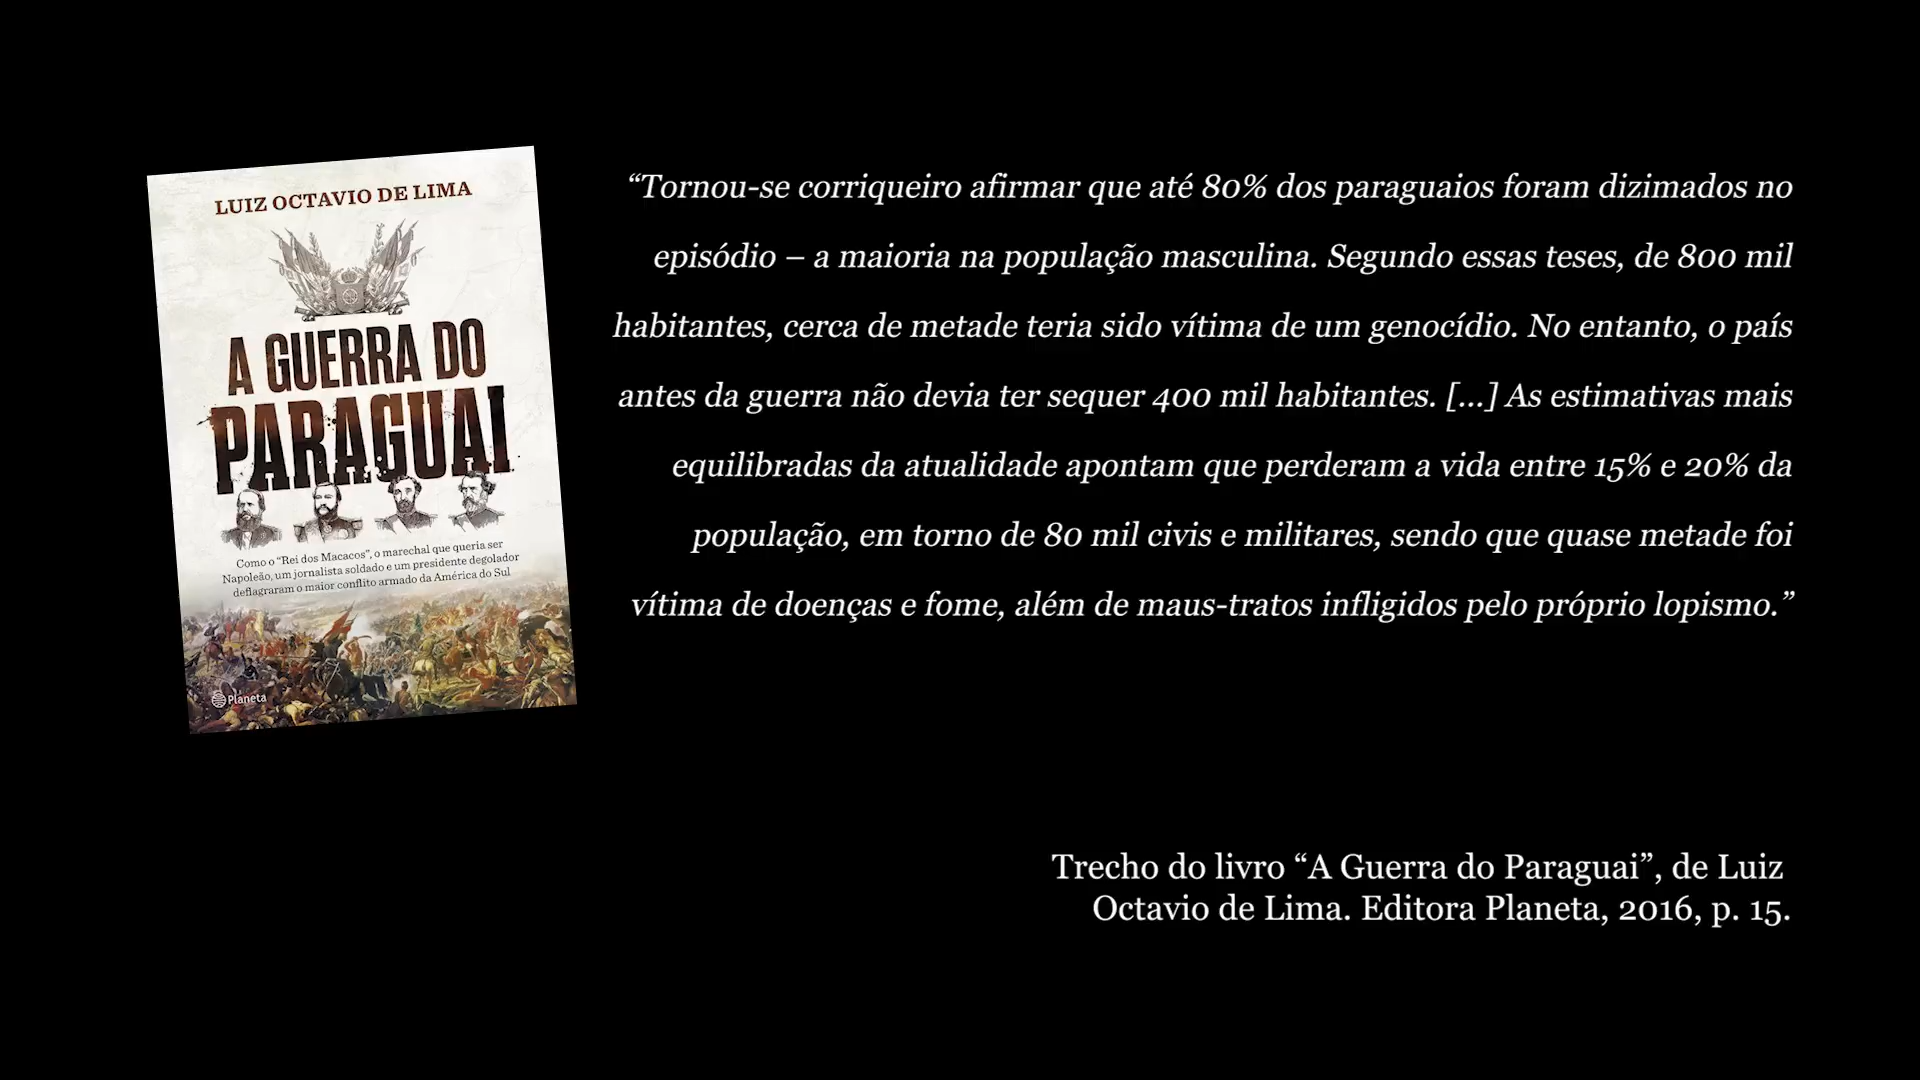 LUIZ OCTAVIO DE LIMA
A GUERRA DO
PARAGUAI
Como o “Rei dos Macacos”, o marechal que queria ser
Napoleão, um jornalista soldado e um presidente degolador
deflagraram o maior conflito armado da América do Sul
Planeta
“Tornou-se corriqueiro afirmar que até 80% dos paraguaios foram dizimados no
episódio – a maioria na população masculina. Segundo essas teses, de 800 mil
habitantes, cerca de metade teria sido vítima de um genocídio. No entanto, o país
antes da guerra não devia ter sequer 400 mil habitantes. [...] As estimativas mais
equilibradas da atualidade apontam que perderam a vida entre 15% e 20% da
população, em torno de 80 mil civis e militares, sendo que quase metade foi
vítima de doenças e fome, além de maus-tratos infligidos pelo próprio lopismo.”
Trecho do livro “A Guerra do Paraguai”, de Luiz
Octavio de Lima. Editora Planeta, 2016, p. 15.